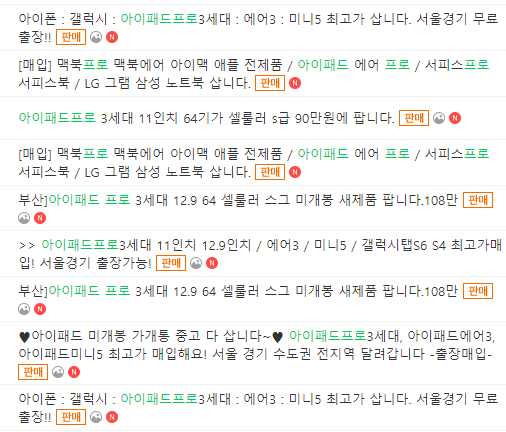 아이폰 : 갤럭시 : 아이패드프로3세대 : 에어3 : 미니5 최고가 삽니다. 서울경기 무료
출장!! 판매 N
[매입] 맥북프로 맥북에어 아이맥 애플 전제품 / 아이패드 에어 프로 / 서피스프로
서피스북 / LG 그램 삼성 노트북 삽니다. 판매 N
아이패드프로 3세대 11인치 64기가 셀룰러 s급 90만원에 팝니다. 판매 N
[매입] 맥북프로 맥북에어 아이맥 애플 전제품 / 아이패드 에어 프로 / 서피스프로
서피스북 / LG 그램 삼성 노트북 삽니다. 판매 N
부산]아이패드 프로 3세대 12.9 64 셀룰러 스그 미개봉 새제품 팝니다.108만 판매
N
>> 아이패드프로3세대 11인치 12.9인치 / 에어3 / 미니5 / 갤럭시탭S6 S4 최고가매
입! 서울경기 출장가능! 판매 N
부산]아이패드 프로 3세대 12.9 64 셀룰러 스그 미개봉 새제품 팝니다.108만 판매
N
♥아이패드 미개봉 가개통 중고 다 삽니다~♥ 아이패드프로3세대, 아이패드에어3,
아이패드미니5 최고가 매입해요! 서울 경기 수도권 전지역 달려갑니다 -출장매입-
판매 N
아이폰 : 갤럭시 : 아이패드프로3세대 : 에어3 : 미니5 최고가 삽니다. 서울경기 무료
출장!! 판매 N